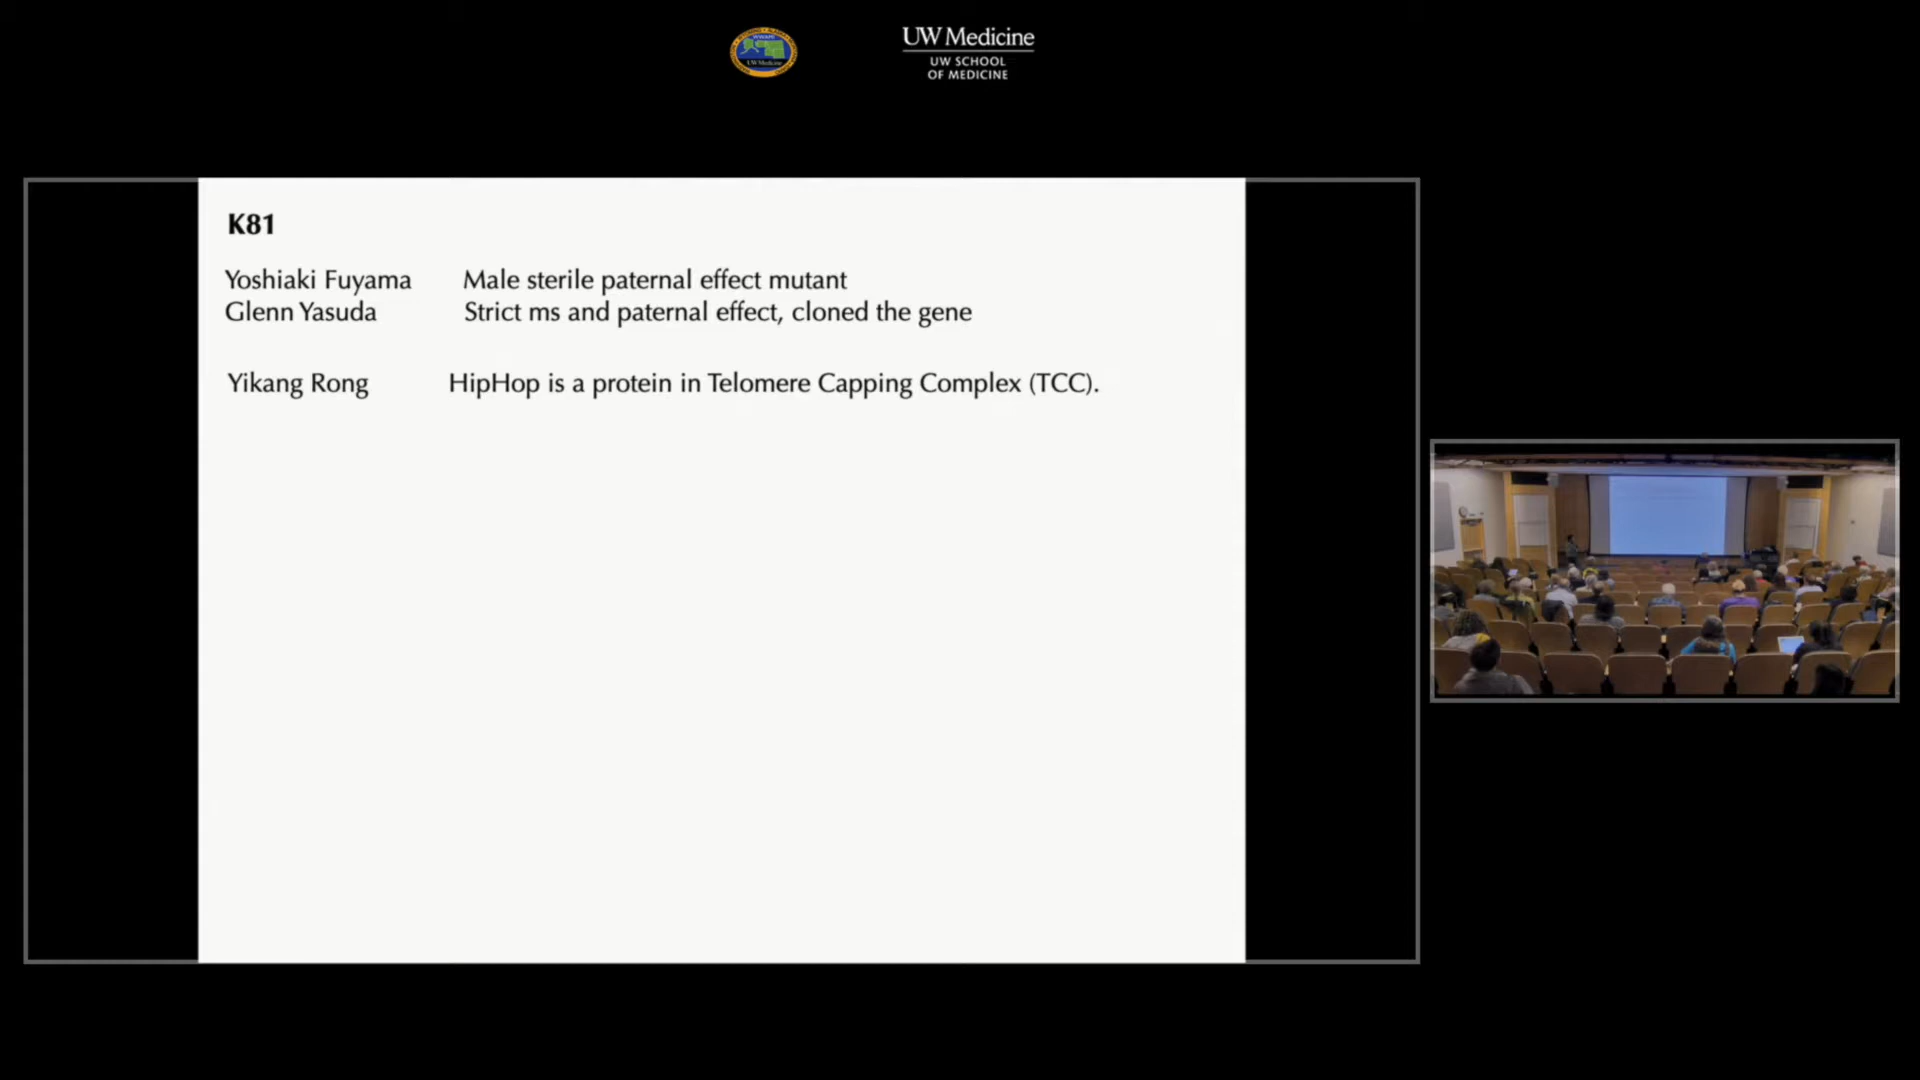 UW Medicine
UW SCHOOL
OF MEDICINE
K81
Yoshiaki Fuyama Male sterile paternal effect mutant
Glenn Yasuda Strict ms and paternal effect, cloned the gene
Yikang Rong HipHop is a protein in Telomere Capping Complex (TCC).